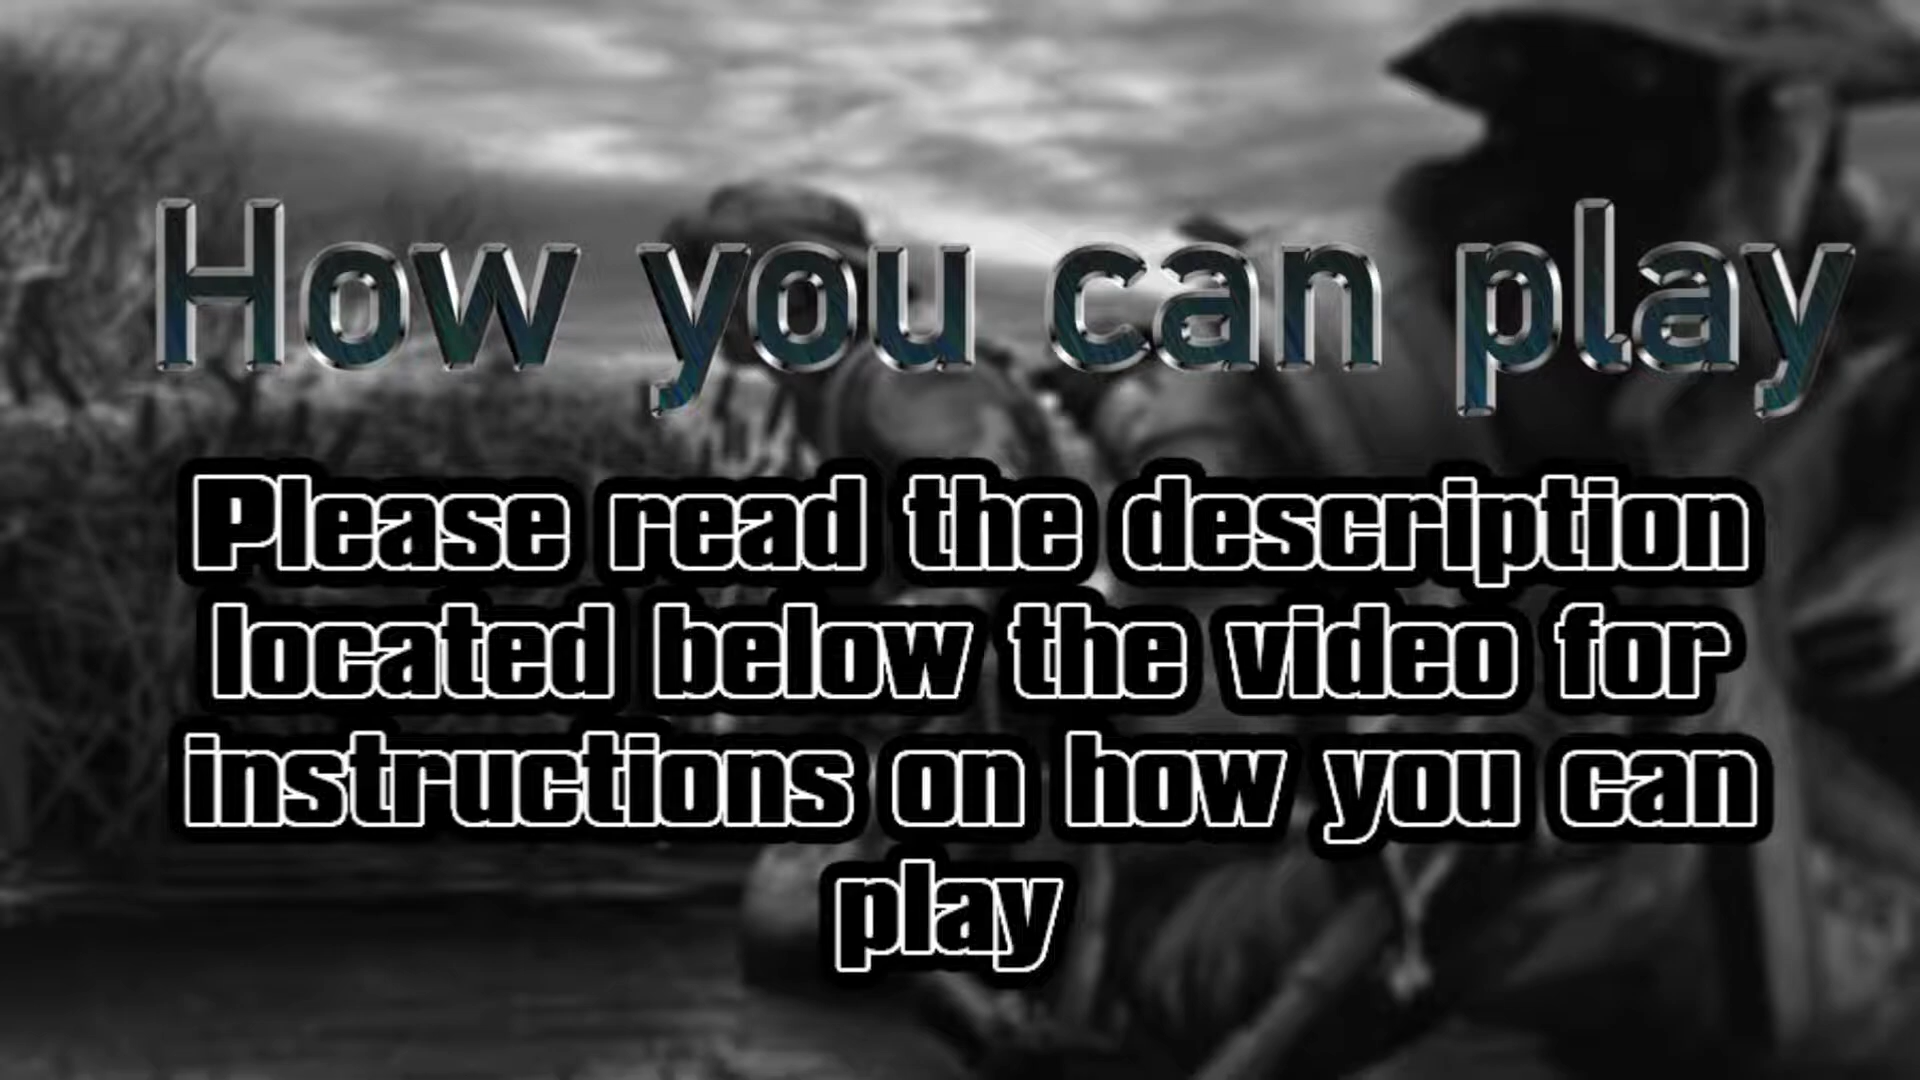 How you can play
Please read the description
located below the video for
instructions on how you can
play